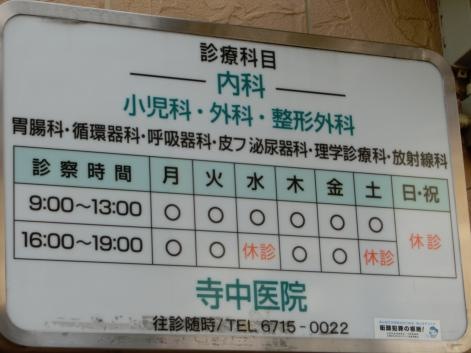 診療科目
内科
小児科・外科・整形外科
胃腸科・循環器科・呼吸器科・皮フ泌尿器科・理学診療科・放射線科
診察時間 月 火 水 木 金 土 日・祝
9:00～13:00 ○ ○ ○ ○ ○ ○ 休診
16:00～19:00 ○ ○ 休診 ○ ○ 休診
寺中医院
往診随時/TEL 6715-0022